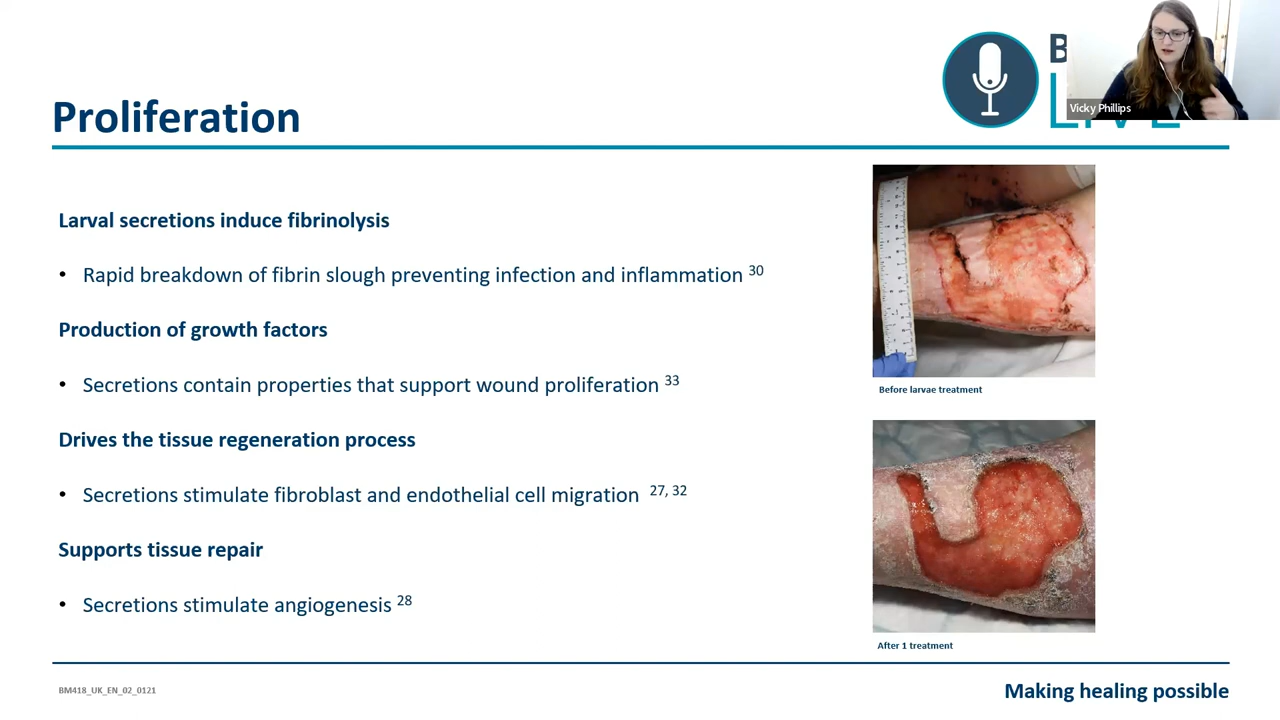 Proliferation
B
LIVE
Vicky Phillips
Larval secretions induce fibrinolysis
• Rapid breakdown of fibrin slough preventing infection and inflammation 30
Production of growth factors
• Secretions contain properties that support wound proliferation 33
Drives the tissue regeneration process
• Secretions stimulate fibroblast and endothelial cell migration 27, 32
Supports tissue repair
• Secretions stimulate angiogenesis 28
Before larvae treatment
After 1 treatment
BM418_UK_EN_02_0121
Making healing possible